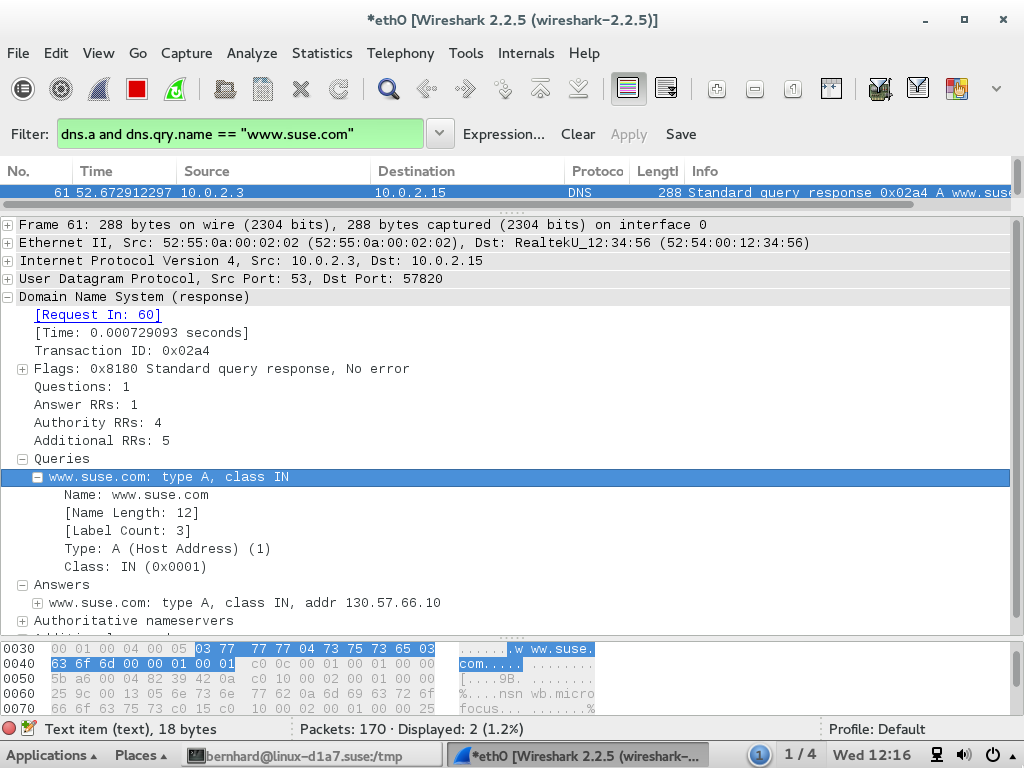 *eth0 [Wireshark 2.2.5 (wireshark-2.2.5)]
File Edit View Go Capture Analyze Statistics Telephony Tools Internals Help
Filter: dns.a and dns.qry.name == "www.suse.com" Expression... Clear Apply Save
No. Time Source Destination Protoco Lengtl Info
61 52.672912297 10.0.2.3 10.0.2.15 DNS 288 Standard query response 0x02a4 A www.suse
Frame 61: 288 bytes on wire (2304 bits), 288 bytes captured (2304 bits) on interface 0
Ethernet II, Src: 52:55:0a:00:02:02 (52:55:0a:00:02:02), Dst: RealtekU_12:34:56 (52:54:00:12:34:56)
Internet Protocol Version 4, Src: 10.0.2.3, Dst: 10.0.2.15
User Datagram Protocol, Src Port: 53, Dst Port: 57820
Domain Name System (response)
[Request In: 60]
[Time: 0.000729093 seconds]
Transaction ID: 0x02a4
Flags: 0x8180 Standard query response, No error
Questions: 1
Answer RRs: 1
Authority RRs: 4
Additional RRs: 5
Queries
www.suse.com: type A, class IN
Name: www.suse.com
[Name Length: 12]
[Label Count: 3]
Type: A (Host Address) (1)
Class: IN (0x0001)
Answers
www.suse.com: type A, class IN, addr 130.57.66.10
Authoritative nameservers
0030 00 01 00 04 00 05 03 77 77 77 04 73 75 73 65 03 .......w ww.suse.
0040 63 6f 6d 00 00 01 00 01 c0 0c 00 01 00 01 00 00 com..... ........
0050 5b a6 00 04 82 39 42 0a c0 10 00 02 00 01 00 00 [....9B. ........
0060 25 9c 00 13 05 6e 73 6e 77 62 0a 6d 69 63 72 6f %....nsn wb.micro
0070 66 6f 63 75 73 c0 15 c0 10 00 02 00 01 00 00 25 focus... .......%
Text item (text), 18 bytes Packets: 170 · Displayed: 2 (1.2%) Profile: Default
Applications Places bernhard@linux-d1a7.suse:/tmp *eth0 [Wireshark 2.2.5 (wireshark-... 1 1 / 4 Wed 12:16